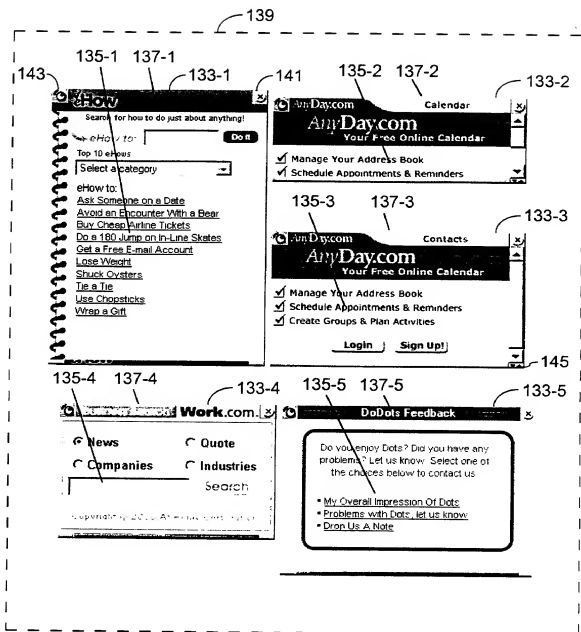 139
135-1 137-1
143 133-1 141
eHow
Search for how to do just about anything!
eHow to: Do it
Top 10 eHows
Select a category
eHow to:
Ask Someone on a Date
Avoid an Encounter With a Bear
Buy Cheap Airline Tickets
Do a 180 Jump on In-Line Skates
Get a Free E-mail Account
Lose Weight
Shuck Oysters
Tie a Tie
Use Chopsticks
Wrap a Gift
135-2 137-2
133-2
AnyDay.com Calendar
AnyDay.com
Your Free Online Calendar
Manage Your Address Book
Schedule Appointments & Reminders
135-3 137-3
133-3
AnyDay.com Contacts
AnyDay.com
Your Free Online Calendar
Manage Your Address Book
Schedule Appointments & Reminders
Create Groups & Plan Activities
Login Sign Up!
145
135-4 137-4 133-4
Work.com
News Quote
Companies Industries
Search
135-5 137-5 133-5
DoDots Feedback
Do you enjoy Dots? Did you have any
problems? Let us know. Select one of
the choices below to contact us
My Overall Impression Of Dots
Problems with Dots, let us know
Drop Us A Note